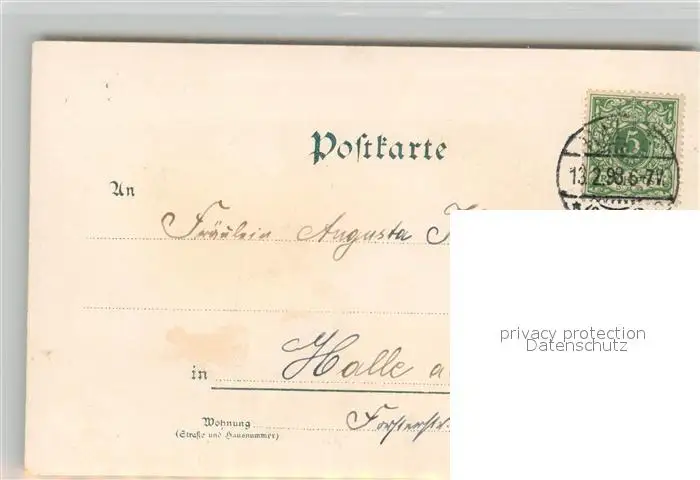 Postkarte
5
13.2.98.6-7V.
An
Fräulein Augusta
in Halle a
Wohnung
(Straße und Hausnummer)
Forsterstr.
privacy protection
Datenschutz